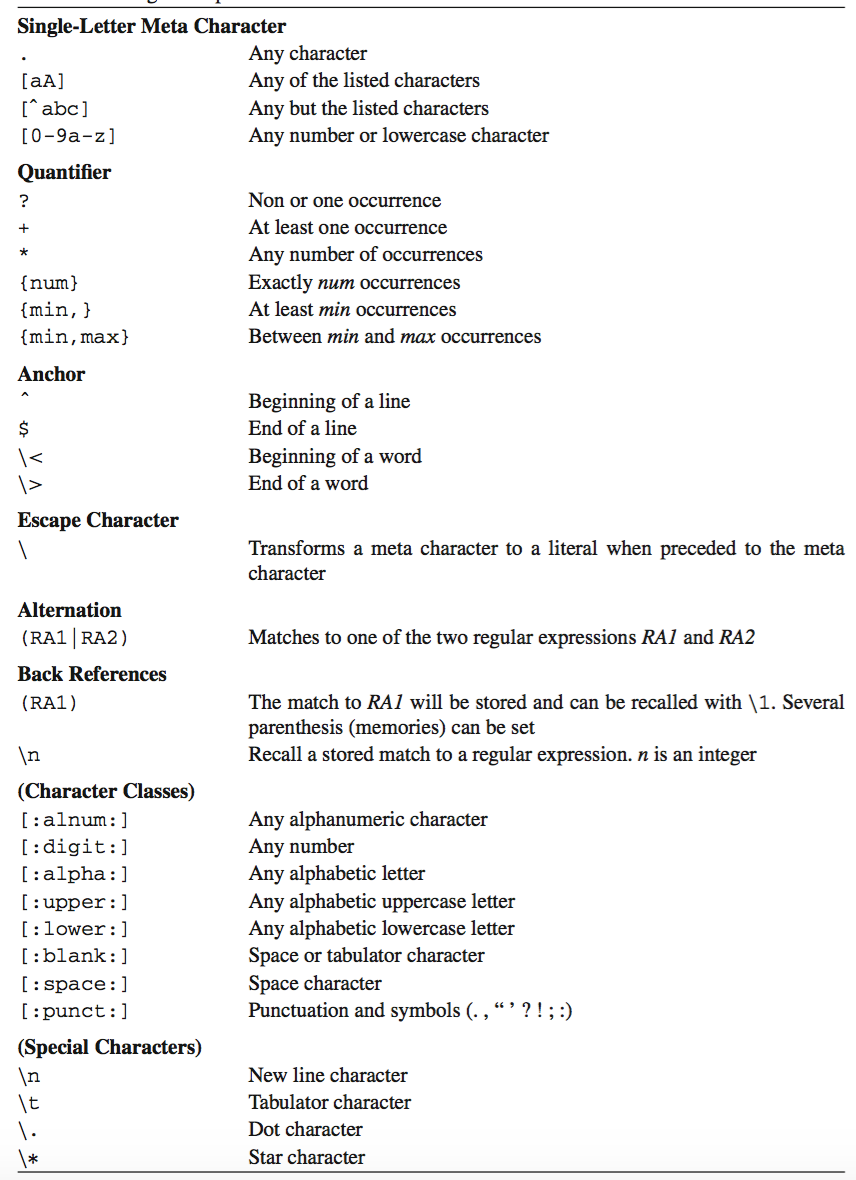 Single-Letter Meta Character
. Any character
[aA] Any of the listed characters
[^abc] Any but the listed characters
[0-9a-z] Any number or lowercase character
Quantifier
? Non or one occurrence
+ At least one occurrence
* Any number of occurrences
{num} Exactly num occurrences
{min,} At least min occurrences
{min,max} Between min and max occurrences
Anchor
^ Beginning of a line
$ End of a line
\< Beginning of a word
\> End of a word
Escape Character
\ Transforms a meta character to a literal when preceded to the meta
character
Alternation
(RA1|RA2) Matches to one of the two regular expressions RA1 and RA2
Back References
(RA1) The match to RA1 will be stored and can be recalled with \1. Several
parenthesis (memories) can be set
\n Recall a stored match to a regular expression. n is an integer
(Character Classes)
[:alnum:] Any alphanumeric character
[:digit:] Any number
[:alpha:] Any alphabetic letter
[:upper:] Any alphabetic uppercase letter
[:lower:] Any alphabetic lowercase letter
[:blank:] Space or tabulator character
[:space:] Space character
[:punct:] Punctuation and symbols (. , “ ’ ? ! ; :)
(Special Characters)
\n New line character
\t Tabulator character
\. Dot character
\* Star character